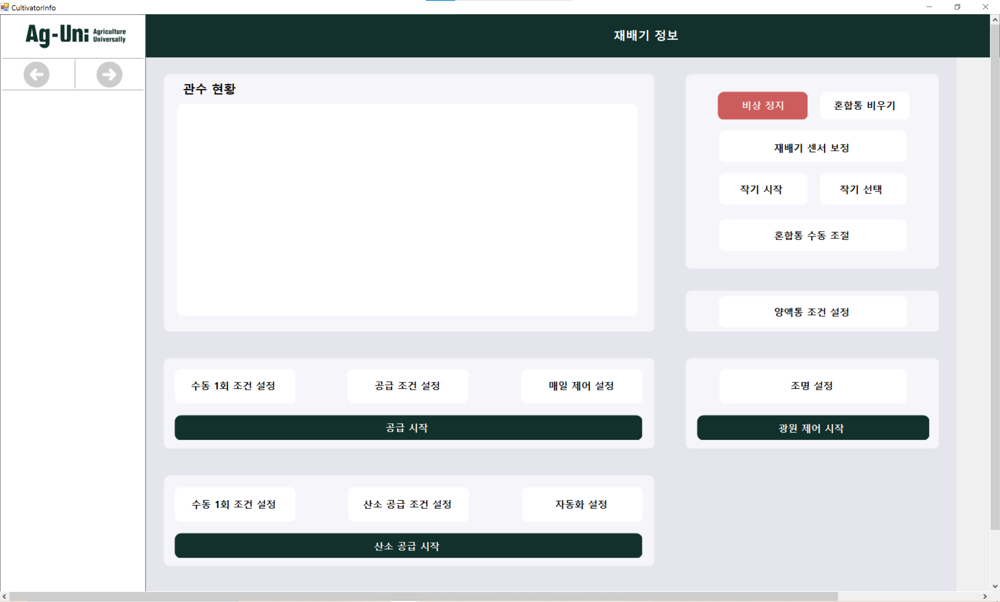 CultivatorInfo
Ag-Uni Agriculture Universally
재배기 정보
관수 현황
비상 정지
혼합통 비우기
재배기 센서 보정
작기 시작
작기 선택
혼합통 수동 조절
양액통 조건 설정
수동 1회 조건 설정
공급 조건 설정
매일 제어 설정
공급 시작
조명 설정
광원 제어 시작
수동 1회 조건 설정
산소 공급 조건 설정
자동화 설정
산소 공급 시작